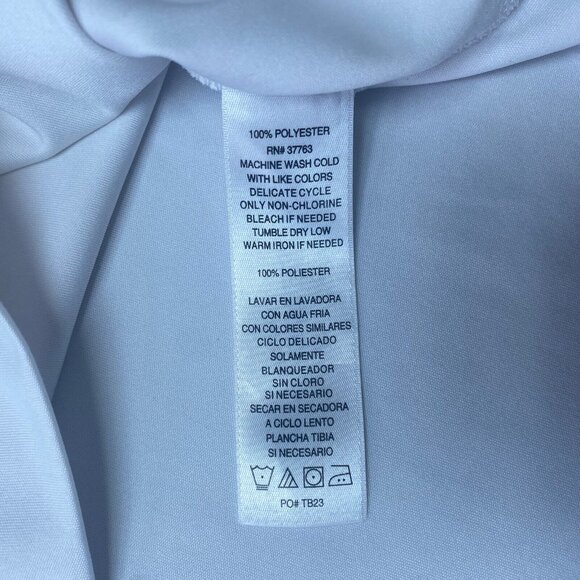 100% POLYESTER
RN# 37763
MACHINE WASH COLD
WITH LIKE COLORS
DELICATE CYCLE
ONLY NON-CHLORINE
BLEACH IF NEEDED
TUMBLE DRY LOW
WARM IRON IF NEEDED
100% POLIESTER
LAVAR EN LAVADORA
CON AGUA FRIA
CON COLORES SIMILARES
CICLO DELICADO
SOLAMENTE
BLANQUEADOR
SIN CLORO
SI NECESARIO
SECAR EN SECADORA
A CICLO LENTO
PLANCHA TIBIA
SI NECESARIO
PO# TB23